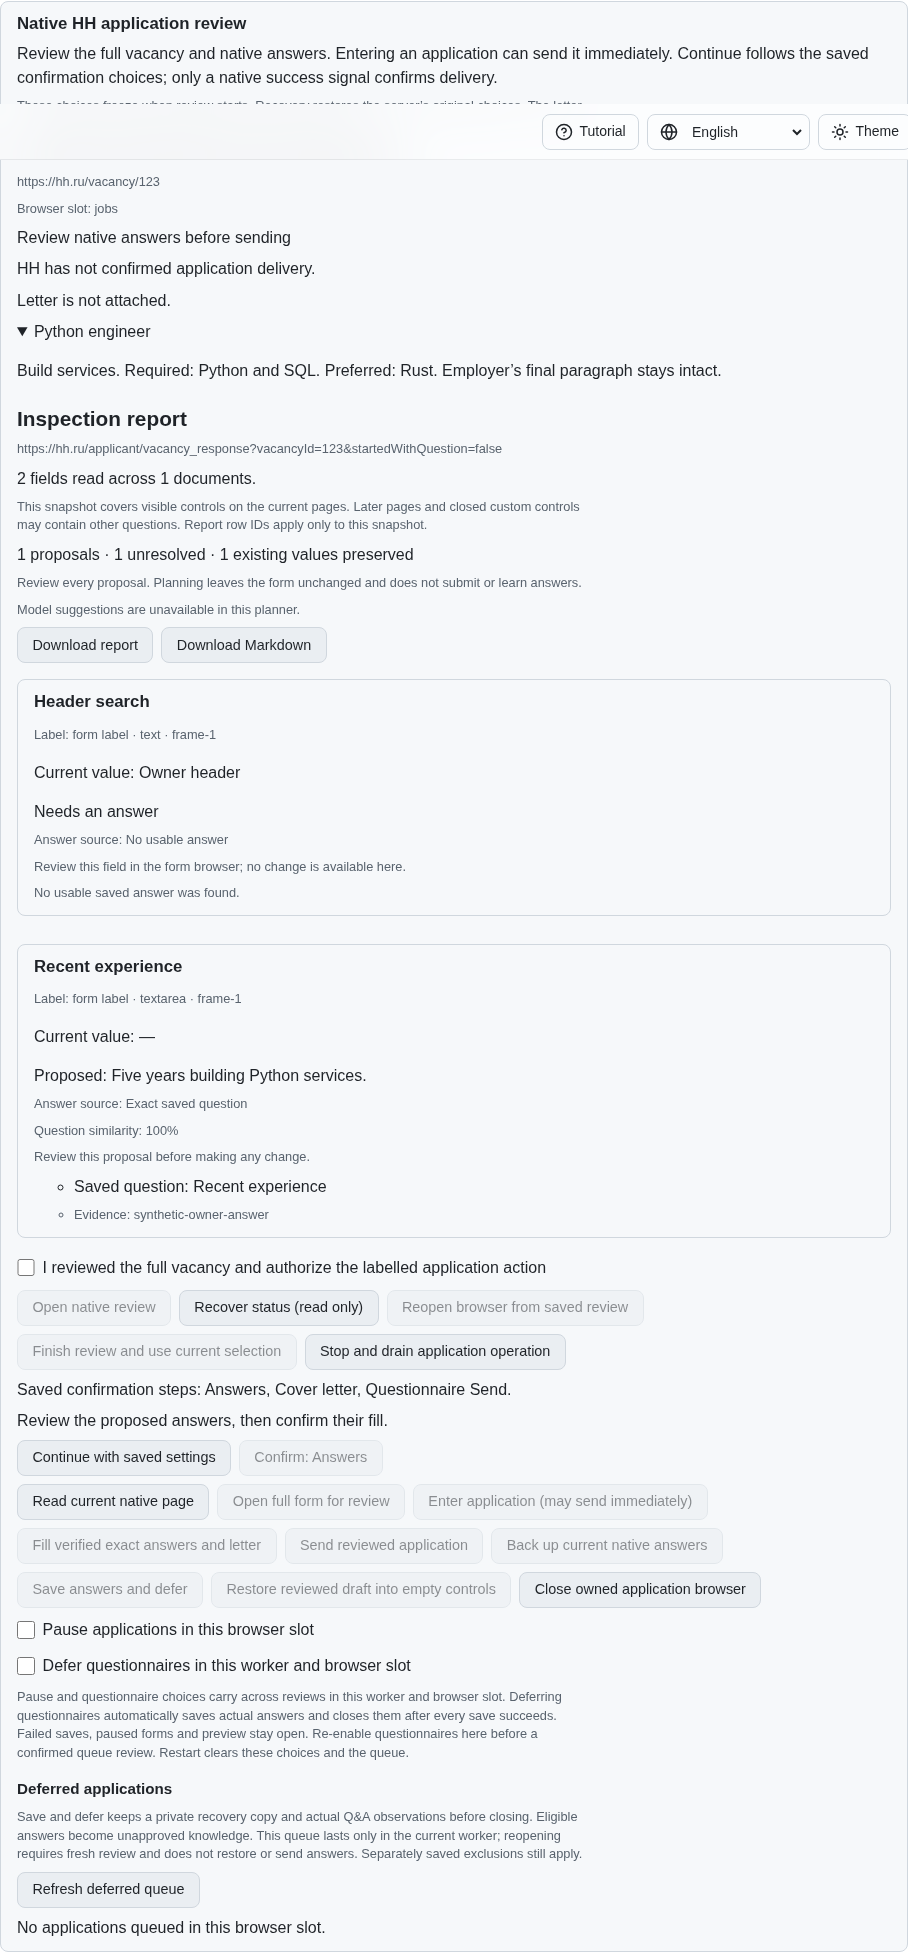 Native HH application review
Review the full vacancy and native answers. Entering an application can send it immediately. Continue follows the saved
confirmation choices; only a native success signal confirms delivery.
These choices freeze when review starts. Recovery restores the server's original choices. The letter
Tutorial
English
Theme
https://hh.ru/vacancy/123
Browser slot: jobs
Review native answers before sending
HH has not confirmed application delivery.
Letter is not attached.
Python engineer
Build services. Required: Python and SQL. Preferred: Rust. Employer’s final paragraph stays intact.
Inspection report
https://hh.ru/applicant/vacancy_response?vacancyId=123&startedWithQuestion=false
2 fields read across 1 documents.
This snapshot covers visible controls on the current pages. Later pages and closed custom controls
may contain other questions. Report row IDs apply only to this snapshot.
1 proposals · 1 unresolved · 1 existing values preserved
Review every proposal. Planning leaves the form unchanged and does not submit or learn answers.
Model suggestions are unavailable in this planner.
Download report
Download Markdown
Header search
Label: form label · text · frame-1
Current value: Owner header
Needs an answer
Answer source: No usable answer
Review this field in the form browser; no change is available here.
No usable saved answer was found.
Recent experience
Label: form label · textarea · frame-1
Current value: —
Proposed: Five years building Python services.
Answer source: Exact saved question
Question similarity: 100%
Review this proposal before making any change.
Saved question: Recent experience
Evidence: synthetic-owner-answer
I reviewed the full vacancy and authorize the labelled application action
Open native review
Recover status (read only)
Reopen browser from saved review
Finish review and use current selection
Stop and drain application operation
Saved confirmation steps: Answers, Cover letter, Questionnaire Send.
Review the proposed answers, then confirm their fill.
Continue with saved settings
Confirm: Answers
Read current native page
Open full form for review
Enter application (may send immediately)
Fill verified exact answers and letter
Send reviewed application
Back up current native answers
Save answers and defer
Restore reviewed draft into empty controls
Close owned application browser
Pause applications in this browser slot
Defer questionnaires in this worker and browser slot
Pause and questionnaire choices carry across reviews in this worker and browser slot. Deferring
questionnaires automatically saves actual answers and closes them after every save succeeds.
Failed saves, paused forms and preview stay open. Re-enable questionnaires here before a
confirmed queue review. Restart clears these choices and the queue.
Deferred applications
Save and defer keeps a private recovery copy and actual Q&A observations before closing. Eligible
answers become unapproved knowledge. This queue lasts only in the current worker; reopening
requires fresh review and does not restore or send answers. Separately saved exclusions still apply.
Refresh deferred queue
No applications queued in this browser slot.